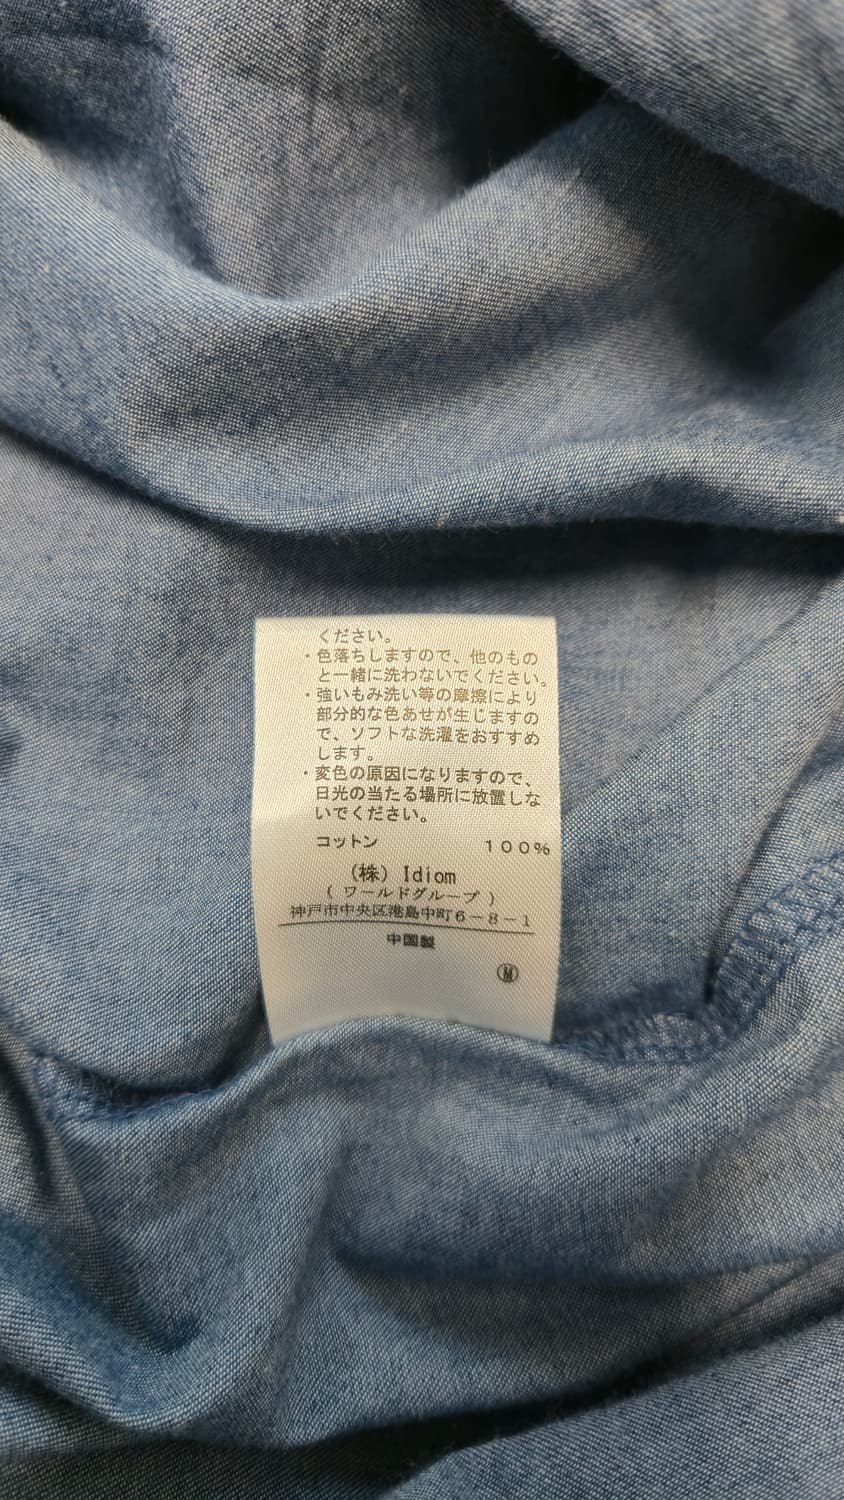 ください。
・色落ちしますので、他のもの
と一緒に洗わないでください。
・強いもみ洗い等の摩擦により
部分的な色あせが生じますの
で、ソフトな洗濯をおすすめ
します。
・変色の原因になりますので、
日光の当たる場所に放置しな
いでください。
コットン 100%
(株) Idiom
( ワールドグループ )
神戸市中央区港島中町6-8-1
中国製
Ⓜ